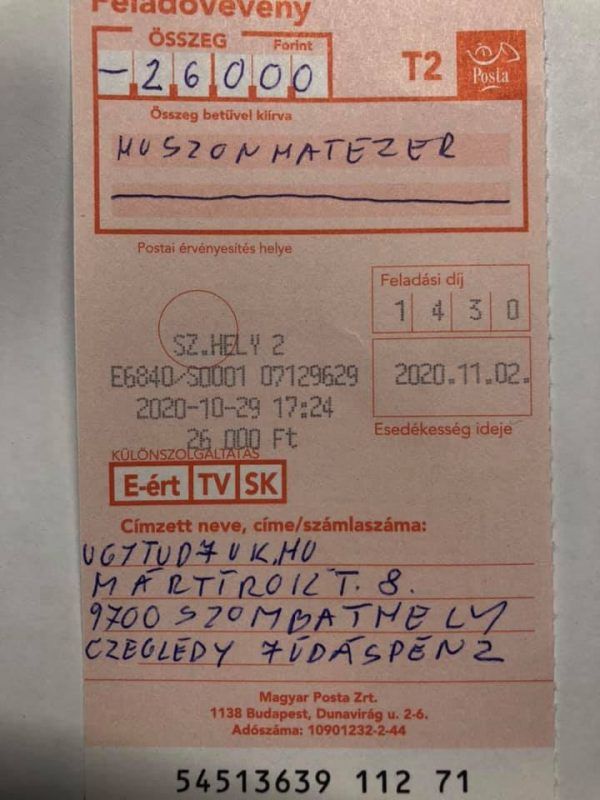 Feladóvevény
ÖSSZEG Forint
-26000
T2
Posta
Összeg betűvel kiírva
HUSZONHATEZER
Postai érvényesítés helye
Feladási díj
1430
SZ.HELY 2
E6840/S0001 07129629
2020-10-29 17:24
26 000 Ft
2020.11.02.
Esedékesség ideje
KÜLÖNSZOLGÁLTATÁS
E-ért TV SK
Címzett neve, címe/számlaszáma:
UGYTUDJUK.HU
MÁRTÍROK T. 8.
9700 SZOMBATHELY
CZEGLÉDY JÚDÁSPÉNZ
Magyar Posta Zrt.
1138 Budapest, Dunavirág u. 2-6.
Adószáma: 10901232-2-44
54513639 112 71